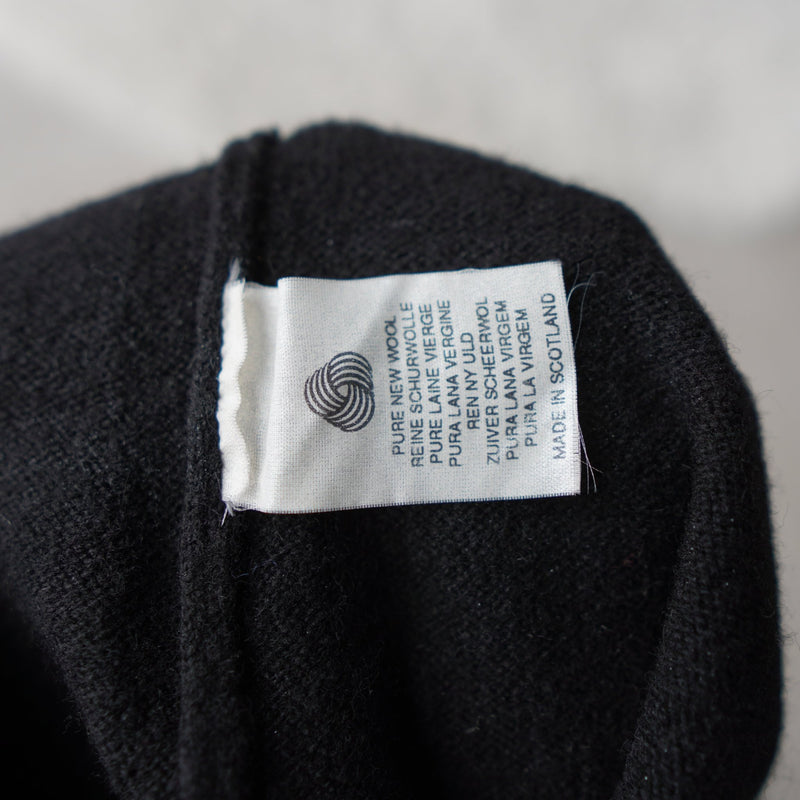 PURE NEW WOOL
REINE SCHURWOLLE
PURE LAINE VIERGE
PURA LANA VERGINE
REN NY ULD
ZUIVER SCHEERWOL
PURA LANA VIRGEM
PURA LA VIRGEM
MADE IN SCOTLAND